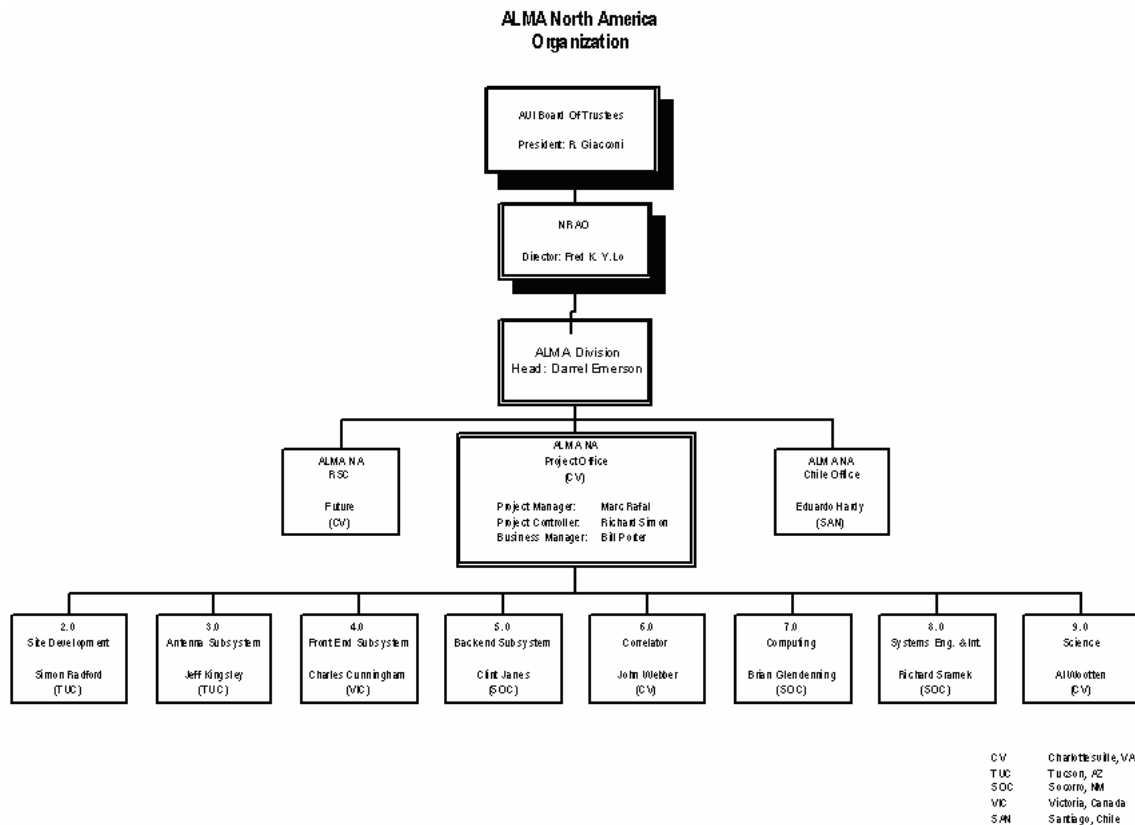 ALMA North America
Organization
AUI Board Of Trustees
President: R. Giacconi
NRAO
Director: Fred K. Y. Lo
ALMA Division
Head: Darrel Emerson
ALMA NA
RSC
Future
(CV)
ALMA NA
Project Office
(CV)
Project Manager: Marc Rafal
Project Controller: Richard Simon
Business Manager: Bill Porter
ALMA NA
Chile Office
Eduardo Hardy
(SAN)
2.0
Site Development
Simon Radford
(TUC)
3.0
Antenna Subsystem
Jeff Kingsley
(TUC)
4.0
Front End Subsystem
Charles Cunningham
(VIC)
5.0
Backend Subsystem
Clint Janes
(SOC)
6.0
Correlator
John Webber
(CV)
7.0
Computing
Brian Glendenning
(SOC)
8.0
Systems Eng. & Int.
Richard Sramek
(SOC)
9.0
Science
Al Wootten
(CV)
CV Charlottesville, VA
TUC Tucson, AZ
SOC Socorro, NM
VIC Victoria, Canada
SAN Santiago, Chile